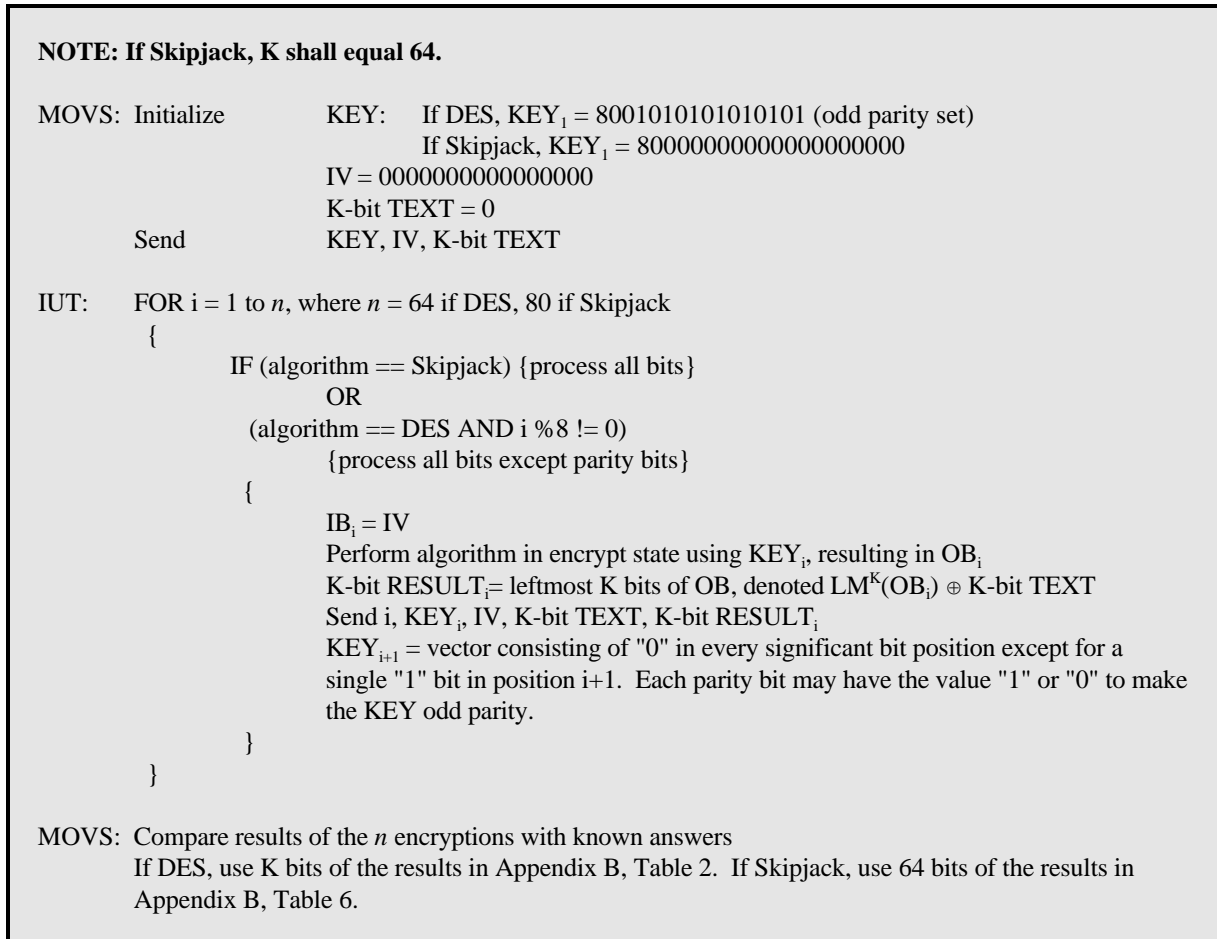 NOTE: If Skipjack, K shall equal 64.
MOVS: Initialize KEY: If DES, KEY₁ = 8001010101010101 (odd parity set)
If Skipjack, KEY₁ = 80000000000000000000
IV = 0000000000000000
K-bit TEXT = 0
Send KEY, IV, K-bit TEXT
IUT: FOR i = 1 to n, where n = 64 if DES, 80 if Skipjack
{
IF (algorithm == Skipjack) {process all bits}
OR
(algorithm == DES AND i %8 != 0)
{process all bits except parity bits}
{
IBᵢ = IV
Perform algorithm in encrypt state using KEYᵢ, resulting in OBᵢ
K-bit RESULTᵢ= leftmost K bits of OB, denoted LMᴷ(OBᵢ) ⊕ K-bit TEXT
Send i, KEYᵢ, IV, K-bit TEXT, K-bit RESULTᵢ
KEYᵢ₊₁ = vector consisting of "0" in every significant bit position except for a
single "1" bit in position i+1. Each parity bit may have the value "1" or "0" to make
the KEY odd parity.
}
}
MOVS: Compare results of the n encryptions with known answers
If DES, use K bits of the results in Appendix B, Table 2. If Skipjack, use 64 bits of the results in
Appendix B, Table 6.